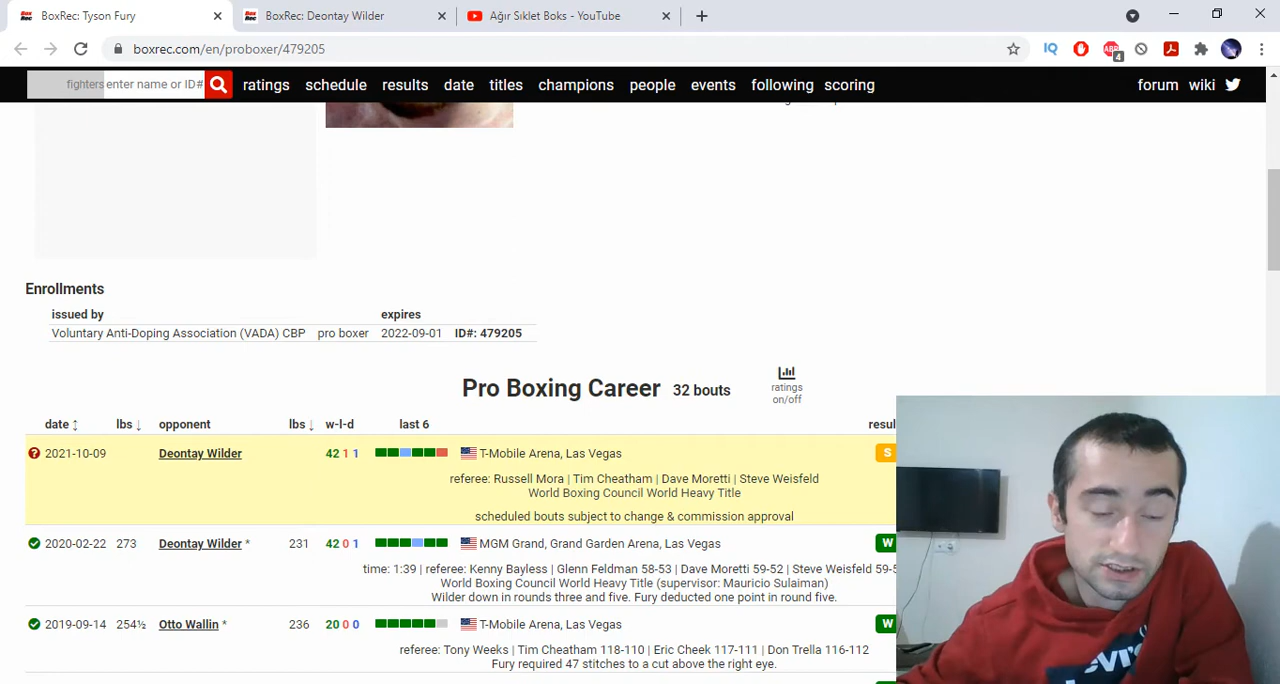 BoxRec: Tyson Fury
BoxRec: Deontay Wilder
Ağır Sıklet Boks - YouTube
boxrec.com/en/proboxer/479205
IQ
ABP
4
fighters enter name or ID#
ratings schedule results date titles champions people events following scoring forum wiki
Enrollments
issued by expires
Voluntary Anti-Doping Association (VADA) CBP pro boxer 2022-09-01 ID#: 479205
Pro Boxing Career 32 bouts
ratings
on/off
date lbs opponent lbs w-l-d last 6 resul
2021-10-09 Deontay Wilder 42 1 1 T-Mobile Arena, Las Vegas S
referee: Russell Mora | Tim Cheatham | Dave Moretti | Steve Weisfeld
World Boxing Council World Heavy Title
scheduled bouts subject to change & commission approval
2020-02-22 273 Deontay Wilder * 231 42 0 1 MGM Grand, Grand Garden Arena, Las Vegas W
time: 1:39 | referee: Kenny Bayless | Glenn Feldman 58-53 | Dave Moretti 59-52 | Steve Weisfeld 59-5
World Boxing Council World Heavy Title (supervisor: Mauricio Sulaiman)
Wilder down in rounds three and five. Fury deducted one point in round five.
2019-09-14 254½ Otto Wallin * 236 20 0 0 T-Mobile Arena, Las Vegas W
referee: Tony Weeks | Tim Cheatham 118-110 | Eric Cheek 117-111 | Don Trella 116-112
Fury required 47 stitches to a cut above the right eye.